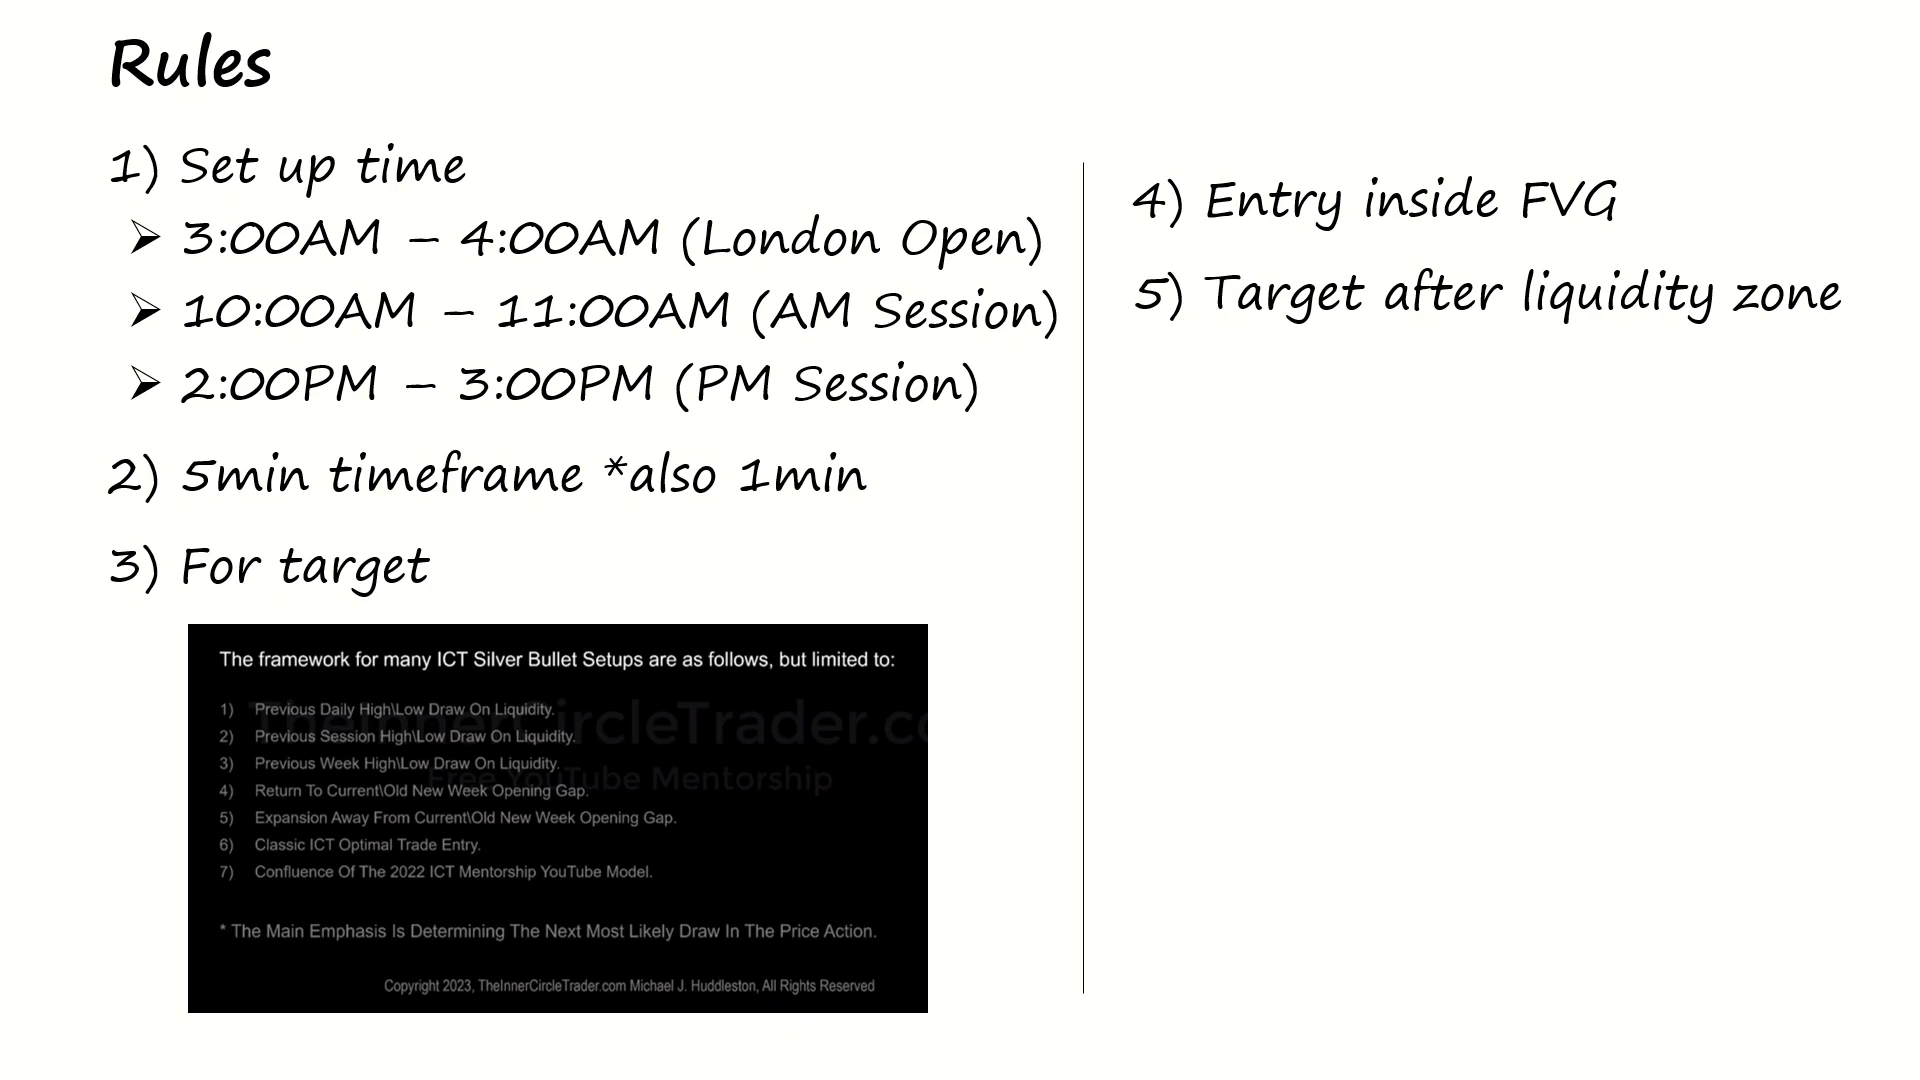 Rules
1) Set up time
➢ 3:00AM – 4:00AM (London Open)
➢ 10:00AM – 11:00AM (AM Session)
➢ 2:00PM – 3:00PM (PM Session)
2) 5min timeframe *also 1min
3) For target
The framework for many ICT Silver Bullet Setups are as follows, but limited to:
TheInnerCircleTrader.co
Free YouTube Mentorship
1) Previous Daily High\Low Draw On Liquidity.
2) Previous Session High\Low Draw On Liquidity.
3) Previous Week High\Low Draw On Liquidity.
4) Return To Current\Old New Week Opening Gap.
5) Expansion Away From Current\Old New Week Opening Gap.
6) Classic ICT Optimal Trade Entry.
7) Confluence Of The 2022 ICT Mentorship YouTube Model.
* The Main Emphasis Is Determining The Next Most Likely Draw In The Price Action.
Copyright 2023, TheInnerCircleTrader.com Michael J. Huddleston, All Rights Reserved
4) Entry inside FVG
5) Target after liquidity zone